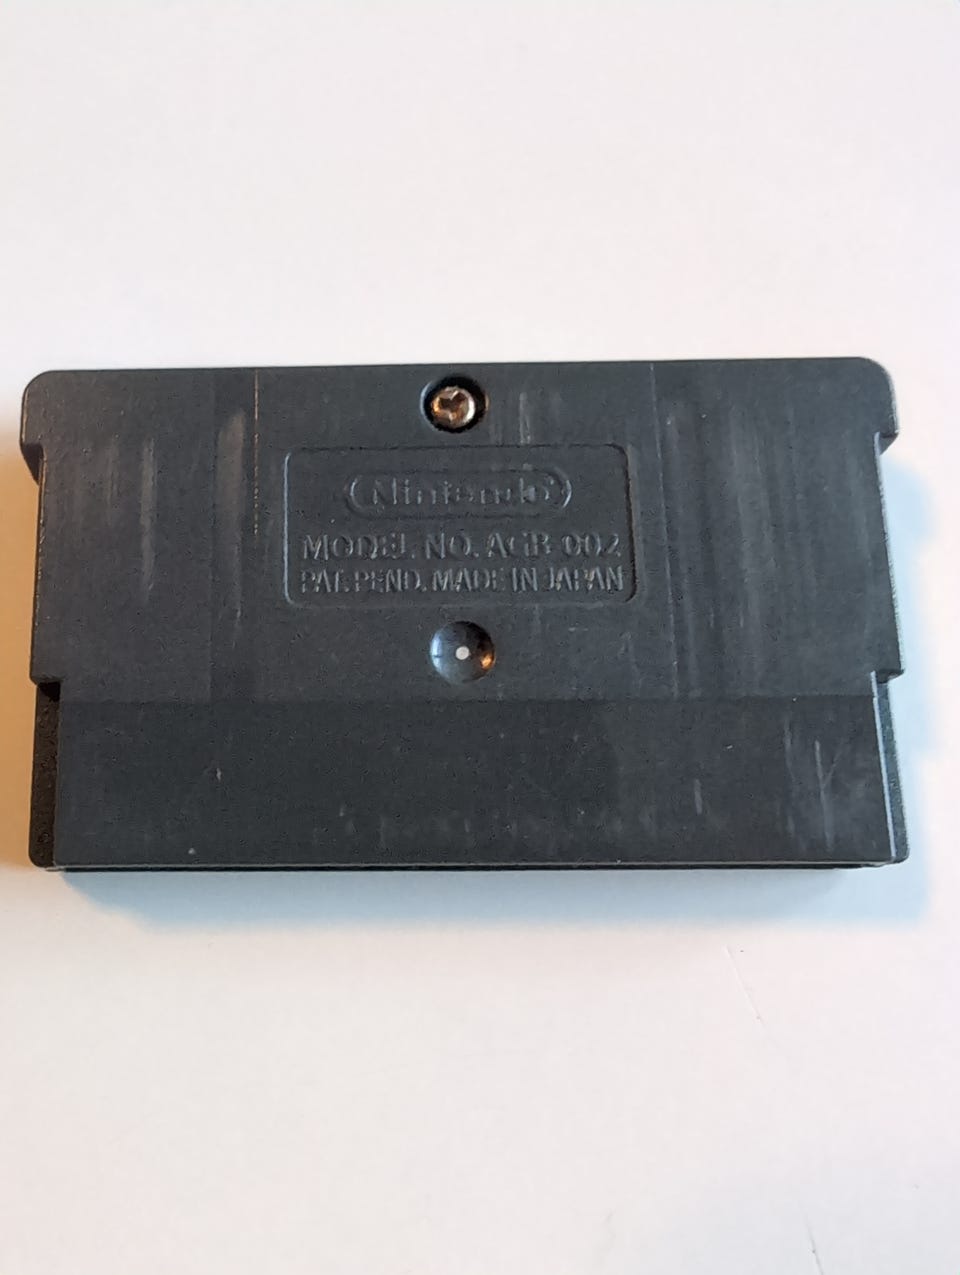 Nintendo
MODEL NO. AGB-002
PAT. PEND. MADE IN JAPAN